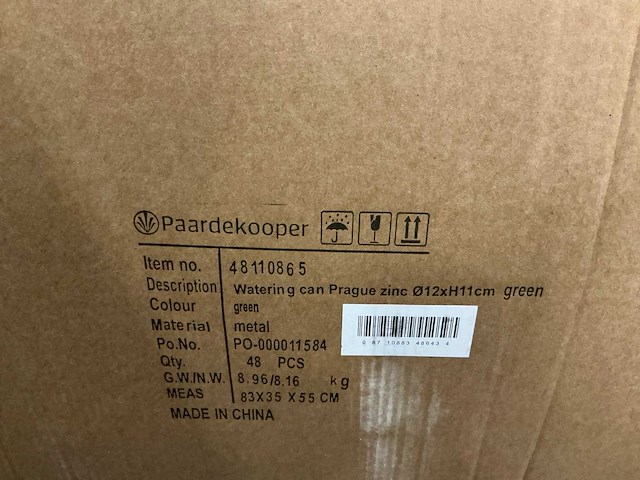 Paardekooper
Item no. 48110865
Description Watering can Prague zinc Ø12xH11cm green
Colour green
Material metal
Po.No. PO-000011584
Qty. 48 PCS
G.W./N.W. 8.96/8.16 kg
MEAS 83X35 X55 CM
MADE IN CHINA